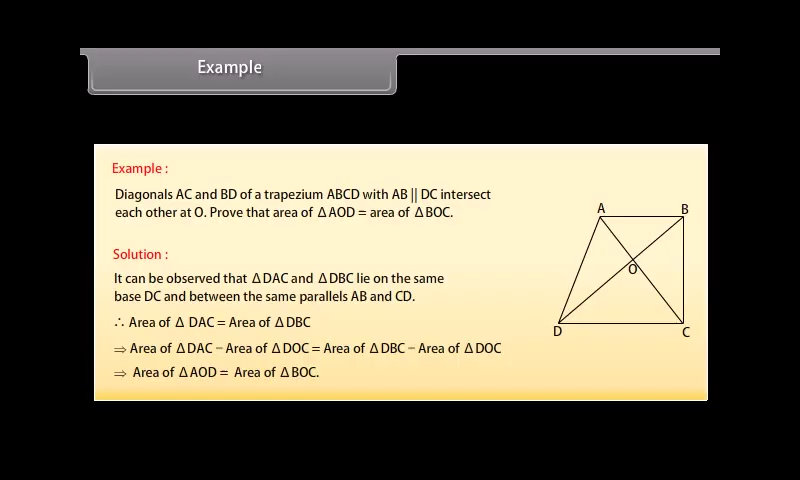 Example
Example :
Diagonals AC and BD of a trapezium ABCD with AB || DC intersect
each other at O. Prove that area of ΔAOD = area of ΔBOC.
Solution :
It can be observed that ΔDAC and ΔDBC lie on the same
base DC and between the same parallels AB and CD.
∴ Area of Δ DAC = Area of ΔDBC
⇒ Area of ΔDAC − Area of ΔDOC = Area of ΔDBC − Area of ΔDOC
⇒ Area of ΔAOD = Area of ΔBOC.
A B
O
D C